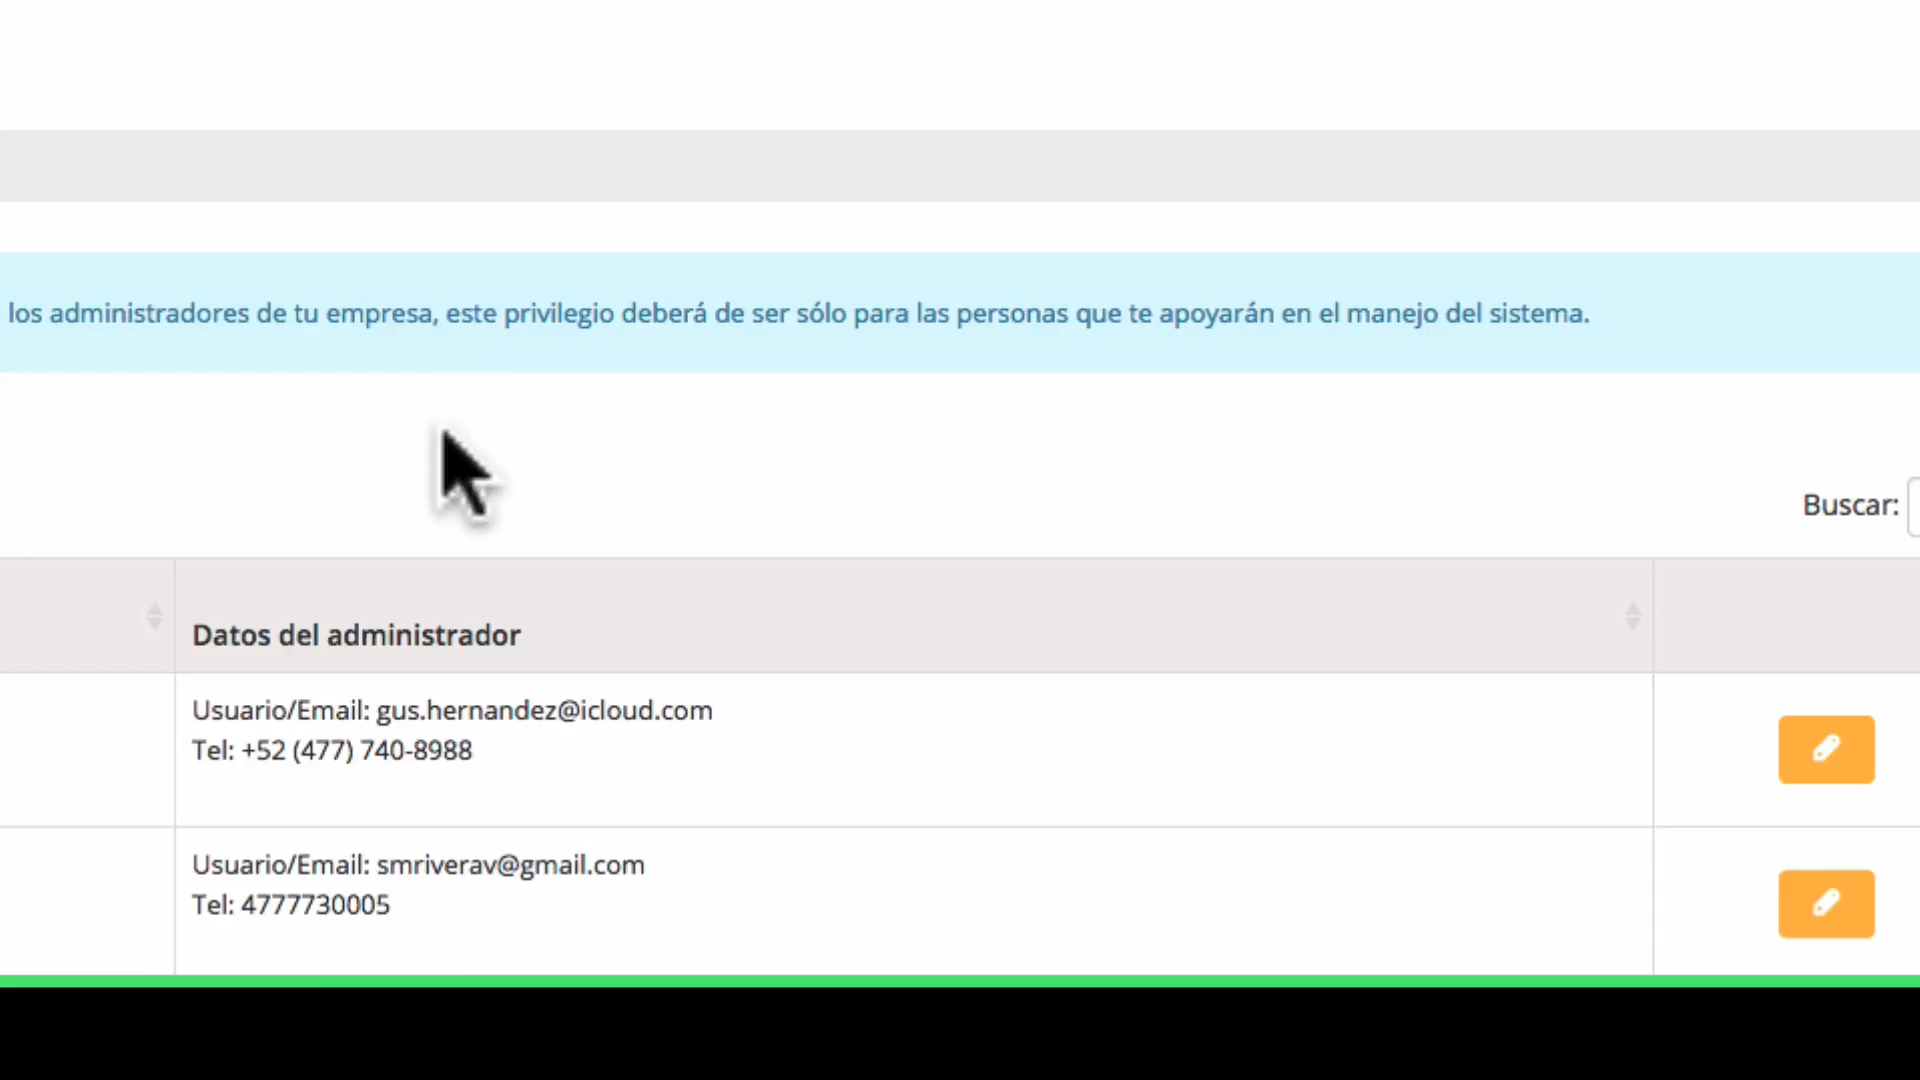 los administradores de tu empresa, este privilegio deberá de ser sólo para las personas que te apoyarán en el manejo del sistema.
Buscar:
Datos del administrador
Usuario/Email: gus.hernandez@icloud.com
Tel: +52 (477) 740-8988
Usuario/Email: smriverav@gmail.com
Tel: 4777730005